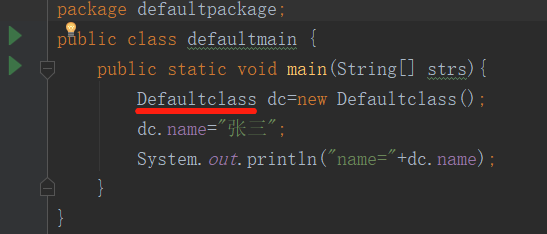 package defaultpackage;
public class defaultmain {
public static void main(String[] strs){
Defaultclass dc=new Defaultclass();
dc.name="张三";
System.out.println("name="+dc.name);
}
}